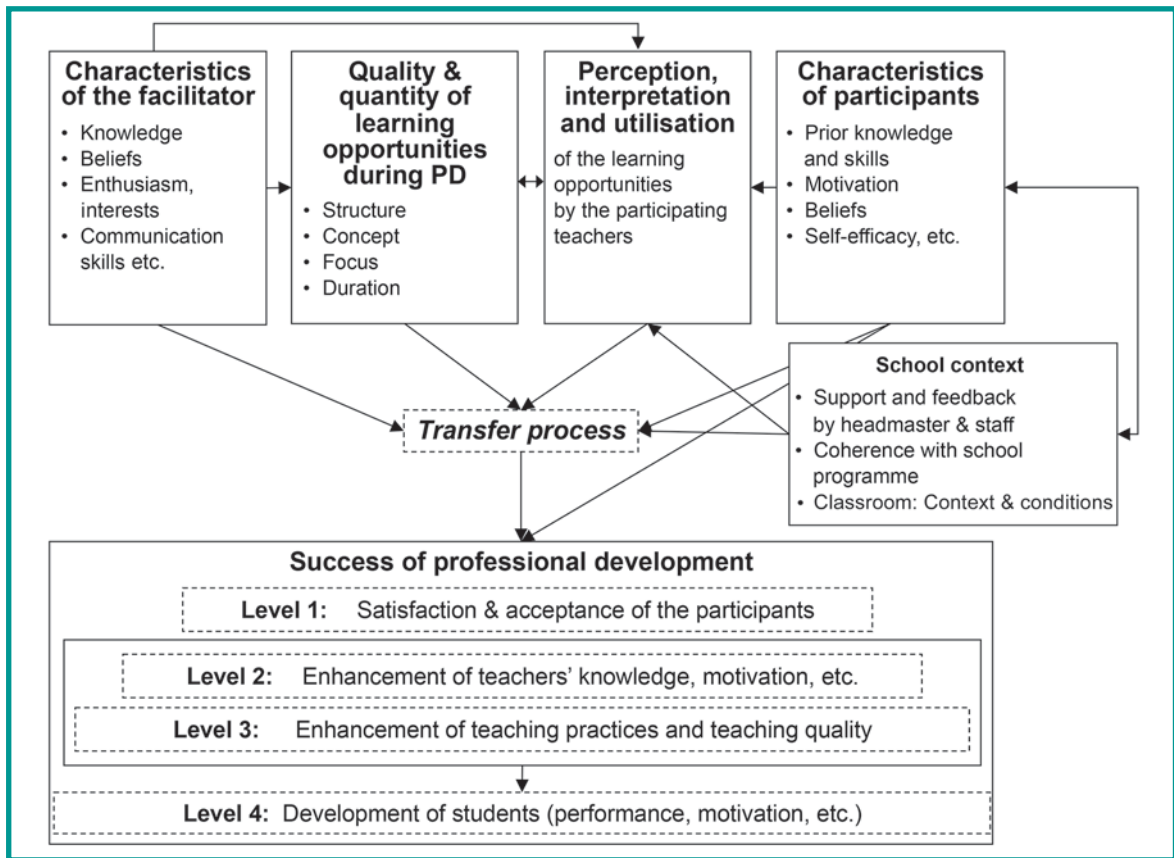 Characteristics
of the facilitator
• Knowledge
• Beliefs
• Enthusiasm,
interests
• Communication
skills etc.
Quality &
quantity of
learning
opportunities
during PD
• Structure
• Concept
• Focus
• Duration
Perception,
interpretation
and utilisation
of the learning
opportunities
by the participating
teachers
Characteristics
of participants
• Prior knowledge
and skills
• Motivation
• Beliefs
• Self-efficacy, etc.
School context
• Support and feedback
by headmaster & staff
• Coherence with school
programme
• Classroom: Context & conditions
Transfer process
Success of professional development
Level 1: Satisfaction & acceptance of the participants
Level 2: Enhancement of teachers’ knowledge, motivation, etc.
Level 3: Enhancement of teaching practices and teaching quality
Level 4: Development of students (performance, motivation, etc.)